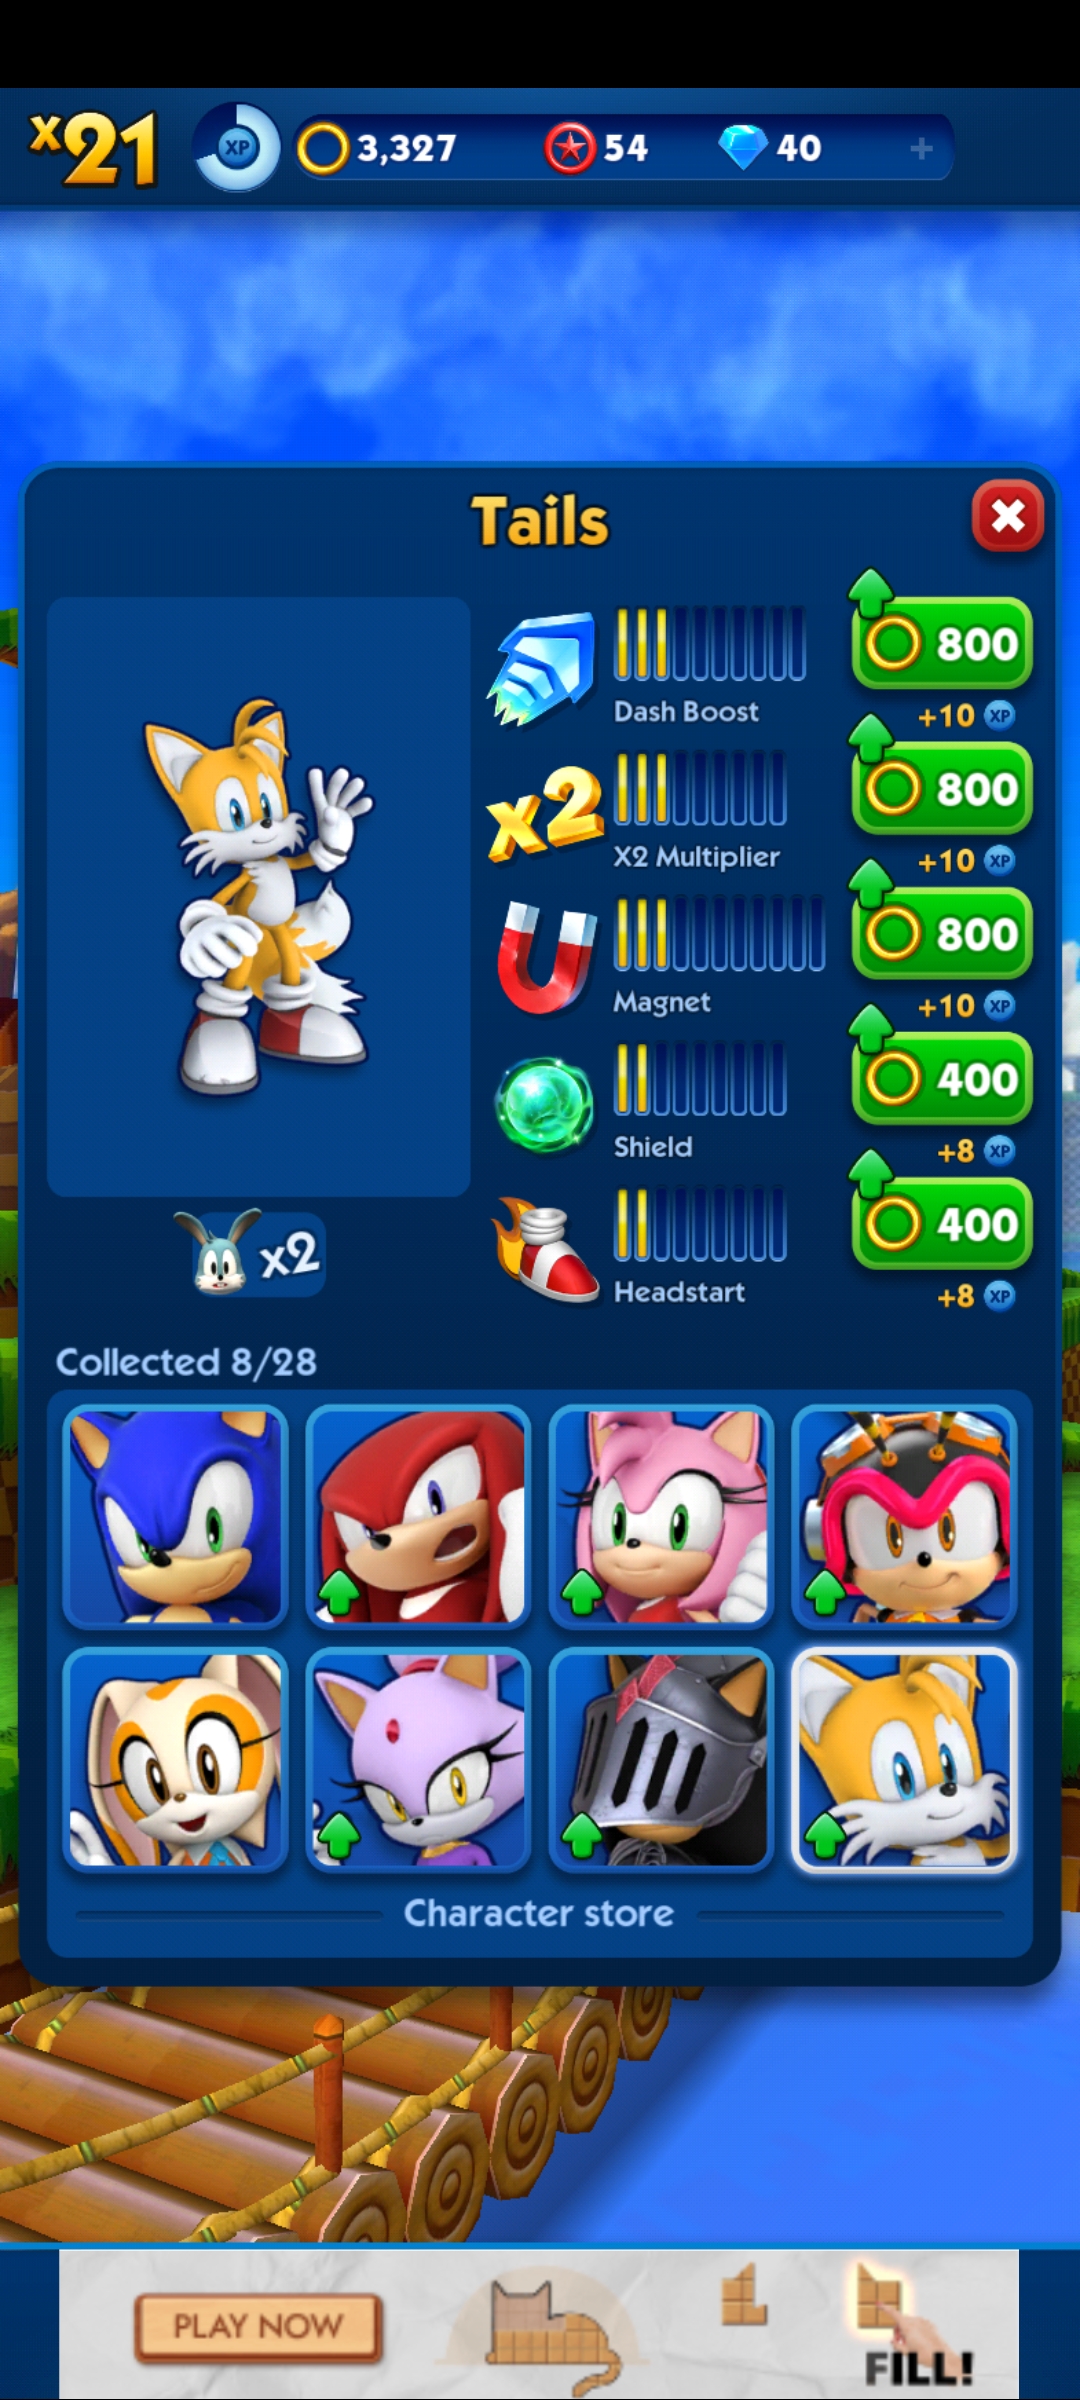 x21
XP
3,327
54
40
+
Tails
800
Dash Boost
+10 XP
x2
800
X2 Multiplier
+10 XP
800
Magnet
+10 XP
400
Shield
+8 XP
x2
400
Headstart
+8 XP
Collected 8/28
Character store
PLAY NOW
FILL!